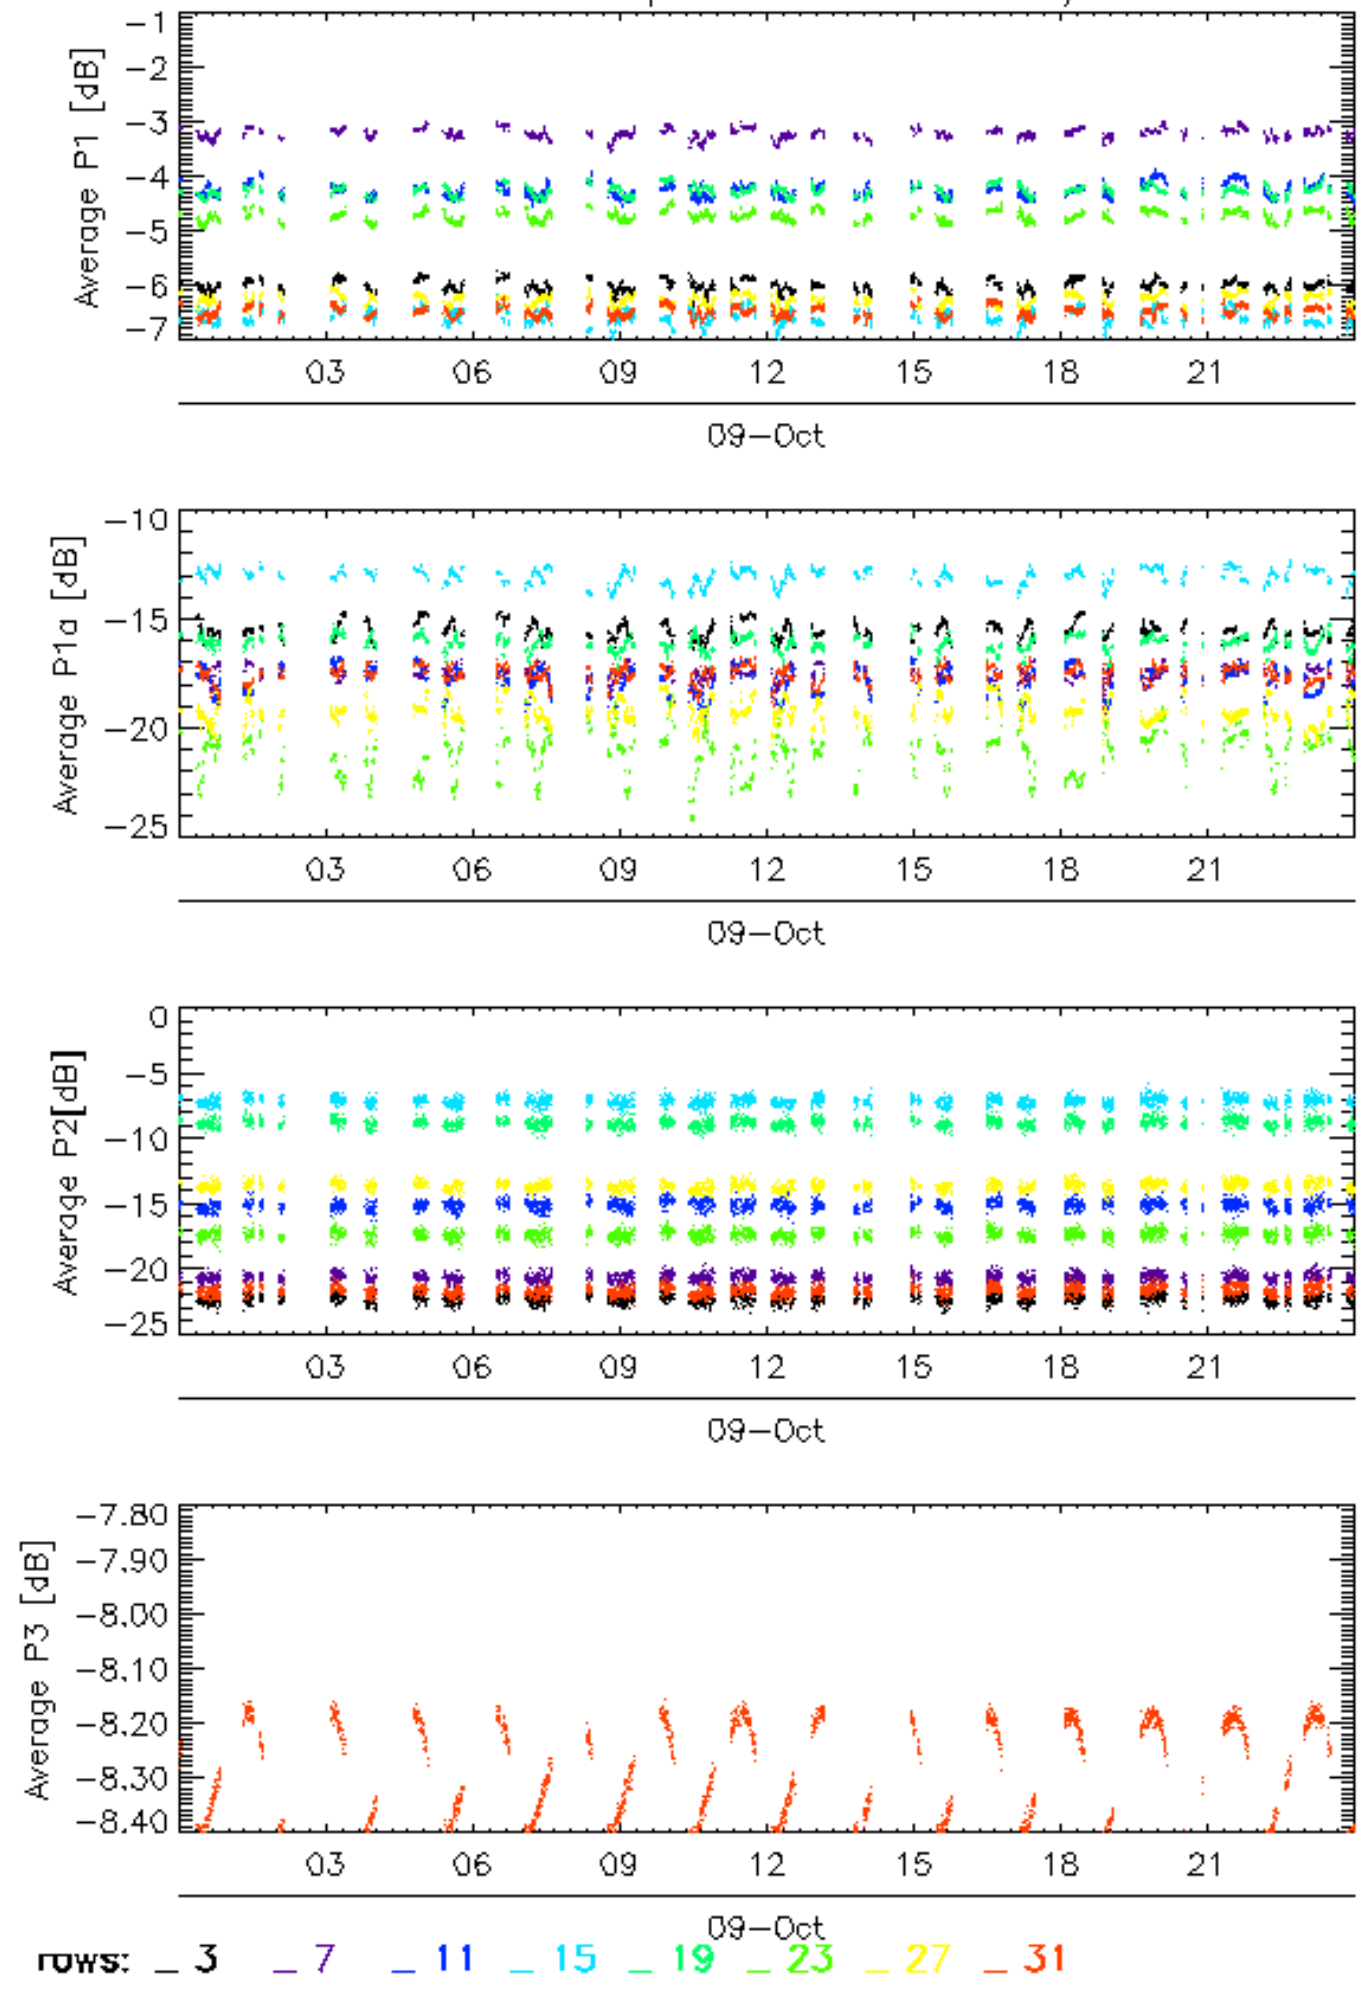 -1
-2
-3
-4
-5
-6
-7
Average P1 [dB]
03 06 09 12 15 18 21
09-Oct
-10
-15
-20
-25
Average P1a [dB]
03 06 09 12 15 18 21
09-Oct
0
-5
-10
-15
-20
-25
Average P2[dB]
03 06 09 12 15 18 21
09-Oct
-7.80
-7.90
-8.00
-8.10
-8.20
-8.30
-8.40
Average P3 [dB]
03 06 09 12 15 18 21
09-Oct
rows: _ 3 _ 7 _ 11 _ 15 _ 19 _ 23 _ 27 _ 31